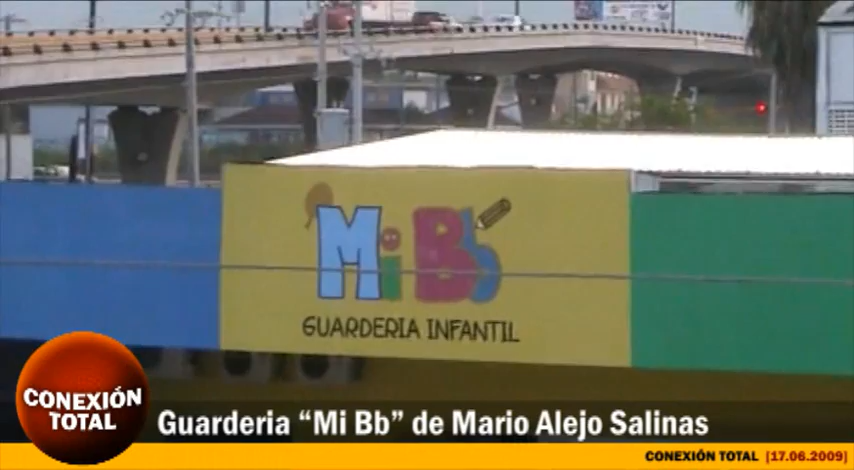 Mi Bb
GUARDERIA INFANTIL
CONEXIÓN
TOTAL
Guarderia “Mi Bb” de Mario Alejo Salinas
CONEXIÓN TOTAL [17.06.2009]